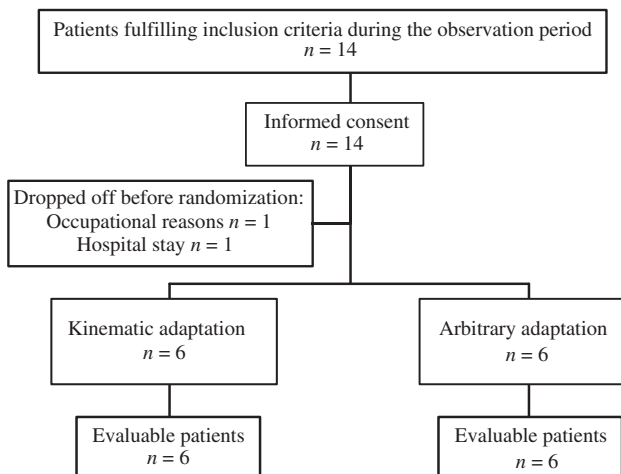 Patients fulfilling inclusion criteria during the observation period
n = 14
Informed consent
n = 14
Dropped off before randomization:
Occupational reasons n = 1
Hospital stay n = 1
Kinematic adaptation
n = 6
Arbitrary adaptation
n = 6
Evaluable patients
n = 6
Evaluable patients
n = 6